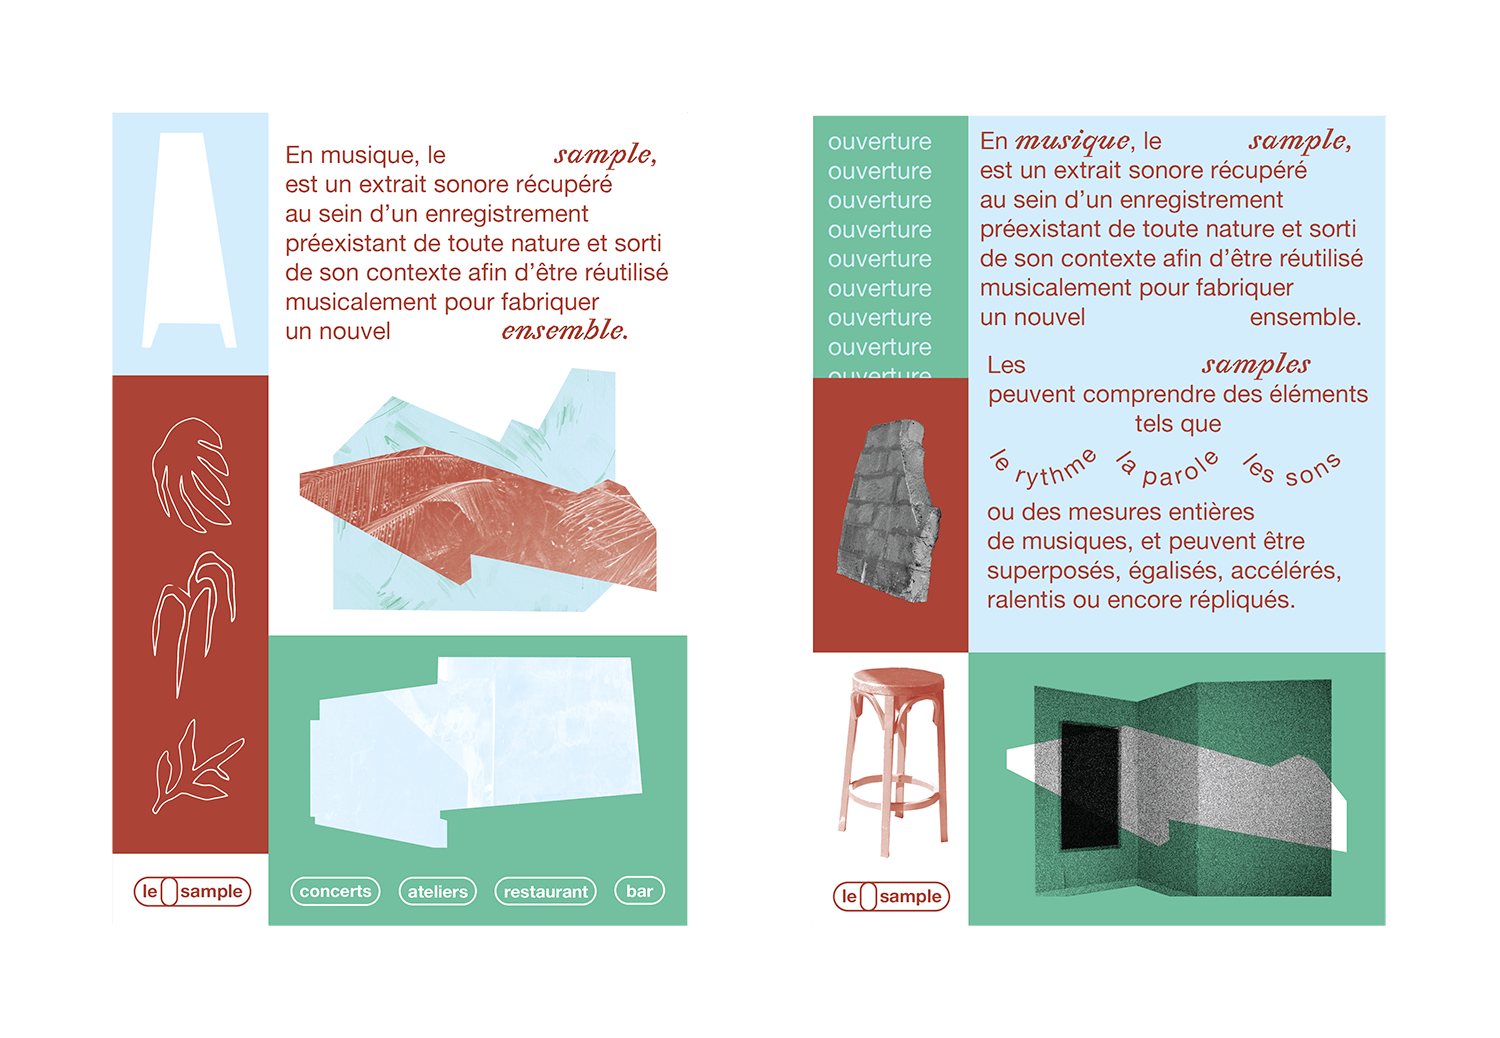 En musique, le sample,
est un extrait sonore récupéré
au sein d’un enregistrement
préexistant de toute nature et sorti
de son contexte afin d’être réutilisé
musicalement pour fabriquer
un nouvel ensemble.
le sample
concerts
ateliers
restaurant
bar
ouverture
ouverture
ouverture
ouverture
ouverture
ouverture
ouverture
ouverture
ouverture
En musique, le sample,
est un extrait sonore récupéré
au sein d’un enregistrement
préexistant de toute nature et sorti
de son contexte afin d’être réutilisé
musicalement pour fabriquer
un nouvel ensemble.
Les samples
peuvent comprendre des éléments
tels que
le rythme la parole les sons
ou des mesures entières
de musiques, et peuvent être
superposés, égalisés, accélérés,
ralentis ou encore répliqués.
le sample